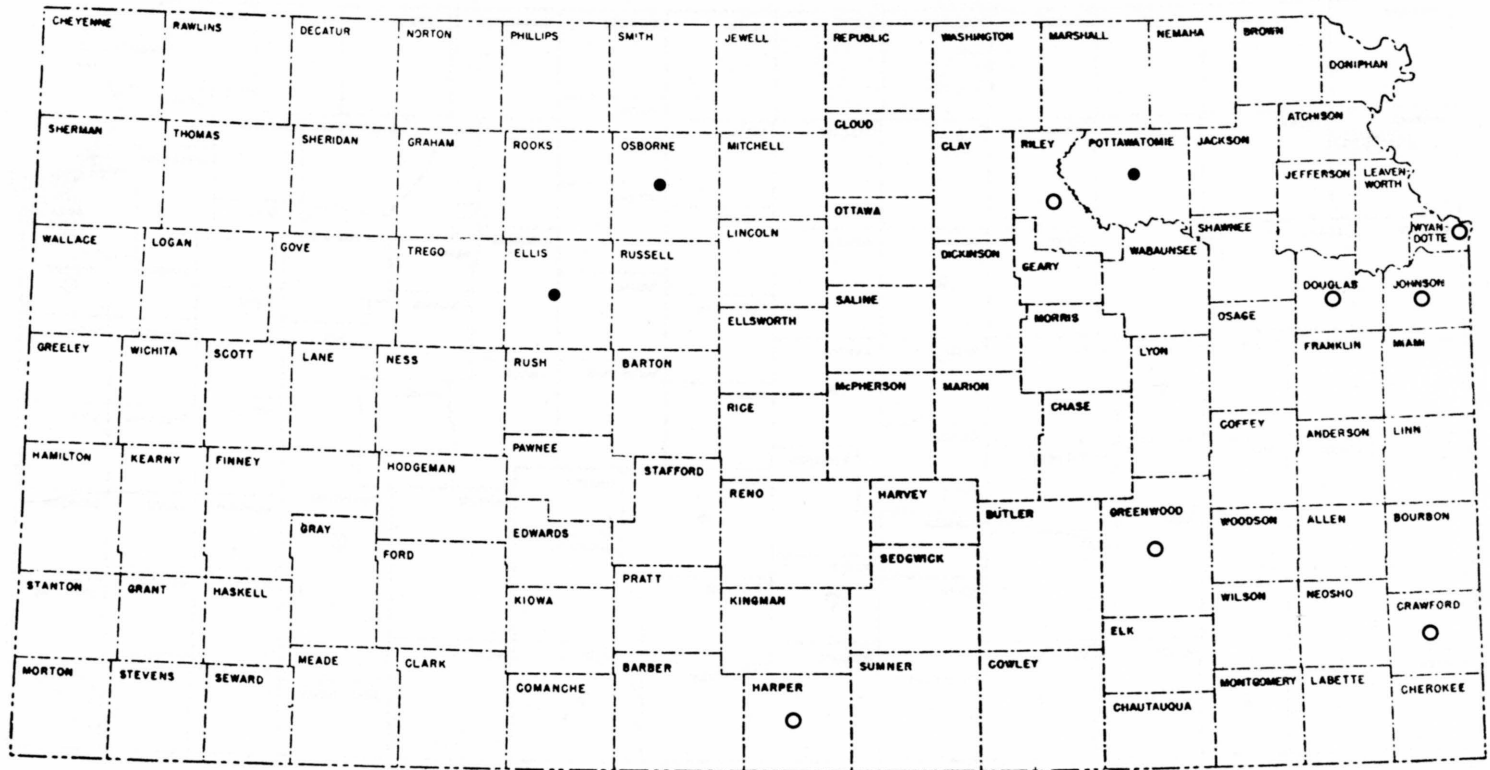 CHEYENNE
RAWLINS
DECATUR
NORTON
PHILLIPS
SMITH
JEWELL
REPUBLIC
WASHINGTON
MARSHALL
NEMAHA
BROWN
DONIPHAN
SHERMAN
THOMAS
SHERIDAN
GRAHAM
ROOKS
OSBORNE
MITCHELL
CLOUD
CLAY
RILEY
POTTAWATOMIE
JACKSON
ATCHISON
JEFFERSON
LEAVEN
WORTH
WALLACE
LOGAN
GOVE
TREGO
ELLIS
RUSSELL
LINCOLN
OTTAWA
DICKINSON
GEARY
WABAUNSEE
SHAWNEE
WYAN-
DOTTE
DOUGLAS
JOHNSON
ELLSWORTH
SALINE
MORRIS
OSAGE
GREELEY
WICHITA
SCOTT
LANE
NESS
RUSH
BARTON
RICE
McPHERSON
MARION
CHASE
LYON
FRANKLIN
MIAMI
HAMILTON
KEARNY
FINNEY
HODGEMAN
PAWNEE
STAFFORD
RENO
HARVEY
BUTLER
GREENWOOD
COFFEY
ANDERSON
LINN
GRAY
FORD
EDWARDS
PRATT
SEDGWICK
WOODSON
ALLEN
BOURBON
STANTON
GRANT
HASKELL
KIOWA
KINGMAN
ELK
WILSON
NEOSHO
CRAWFORD
MORTON
STEVENS
SEWARD
MEADE
CLARK
COMANCHE
BARBER
HARPER
SUMNER
COWLEY
CHAUTAUQUA
MONTGOMERY
LABETTE
CHEROKEE